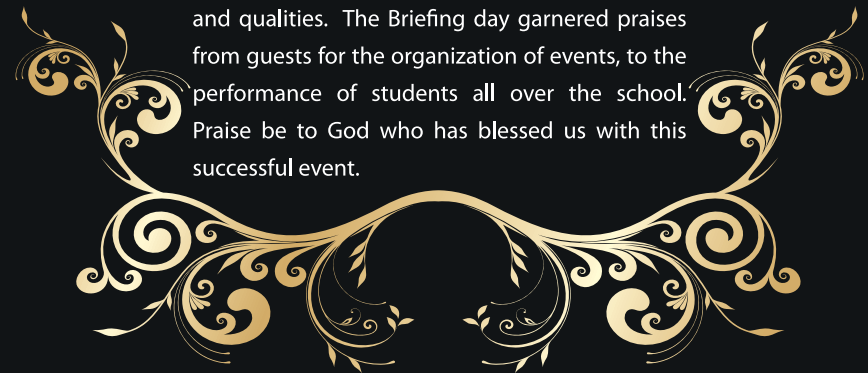 and qualities. The Briefing day garnered praises
from guests for the organization of events, to the
performance of students all over the school.
Praise be to God who has blessed us with this
successful event.